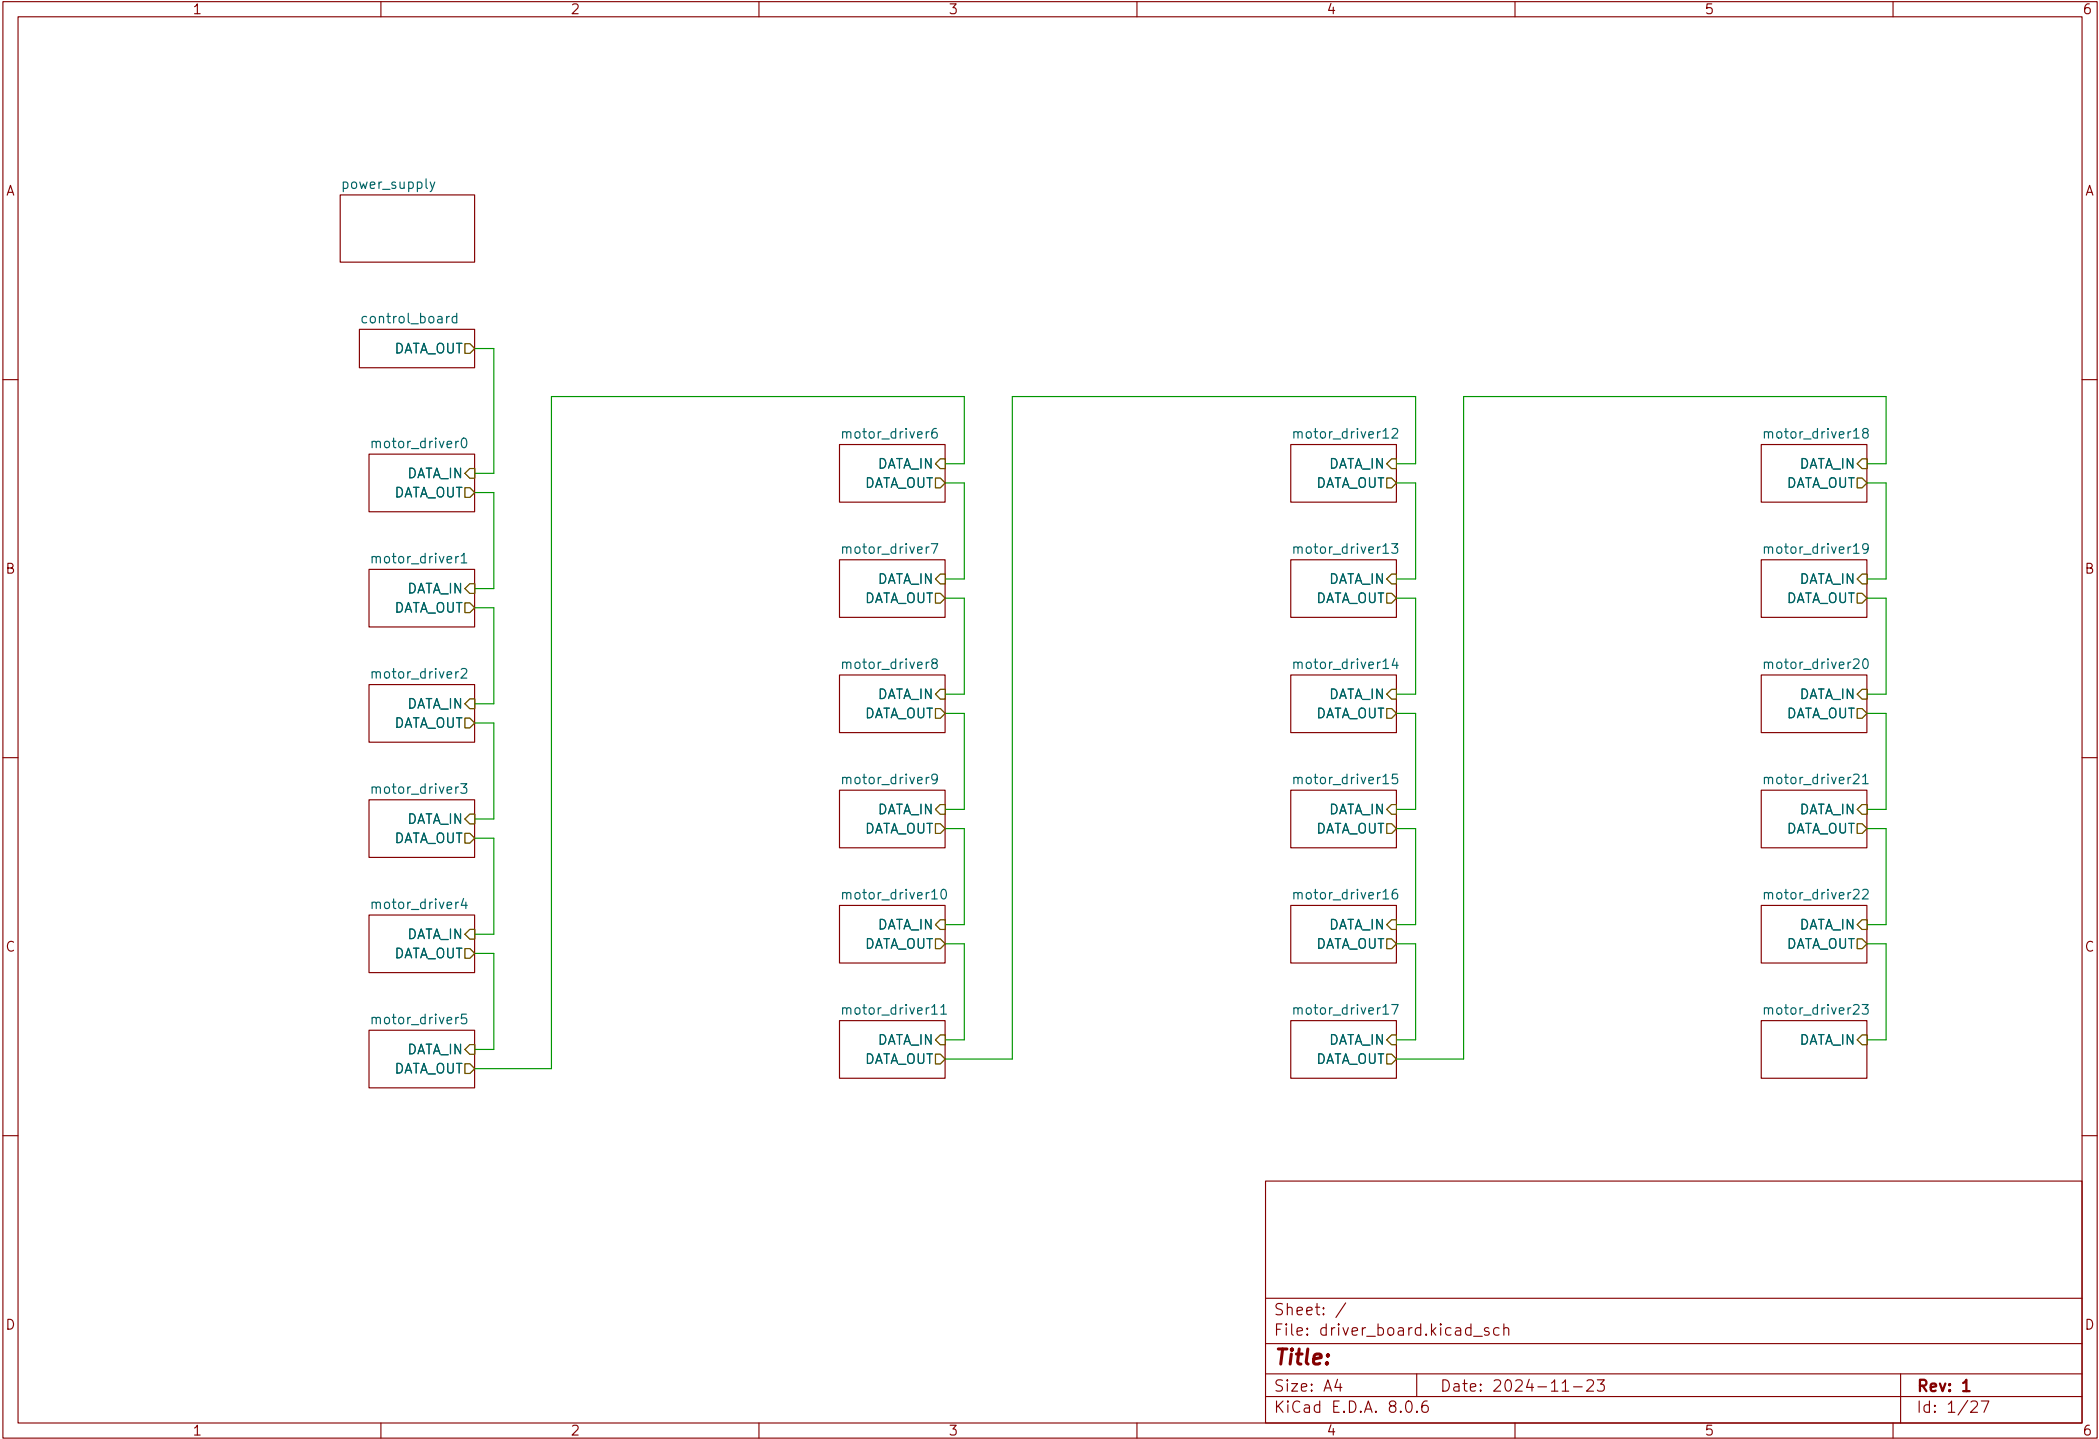 1 2 3 4 5 6
A A
power_supply
control_board
DATA_OUT
motor_driver0
DATA_IN
DATA_OUT
motor_driver1
DATA_IN
DATA_OUT
motor_driver2
DATA_IN
DATA_OUT
motor_driver3
DATA_IN
DATA_OUT
motor_driver4
DATA_IN
DATA_OUT
motor_driver5
DATA_IN
DATA_OUT
motor_driver6
DATA_IN
DATA_OUT
motor_driver7
DATA_IN
DATA_OUT
motor_driver8
DATA_IN
DATA_OUT
motor_driver9
DATA_IN
DATA_OUT
motor_driver10
DATA_IN
DATA_OUT
motor_driver11
DATA_IN
DATA_OUT
motor_driver12
DATA_IN
DATA_OUT
motor_driver13
DATA_IN
DATA_OUT
motor_driver14
DATA_IN
DATA_OUT
motor_driver15
DATA_IN
DATA_OUT
motor_driver16
DATA_IN
DATA_OUT
motor_driver17
DATA_IN
DATA_OUT
motor_driver18
DATA_IN
DATA_OUT
motor_driver19
DATA_IN
DATA_OUT
motor_driver20
DATA_IN
DATA_OUT
motor_driver21
DATA_IN
DATA_OUT
motor_driver22
DATA_IN
DATA_OUT
motor_driver23
DATA_IN
B B
C C
D D
Sheet: /
File: driver_board.kicad_sch
Title:
Size: A4 Date: 2024-11-23 Rev: 1
KiCad E.D.A. 8.0.6 Id: 1/27
1 2 3 4 5 6